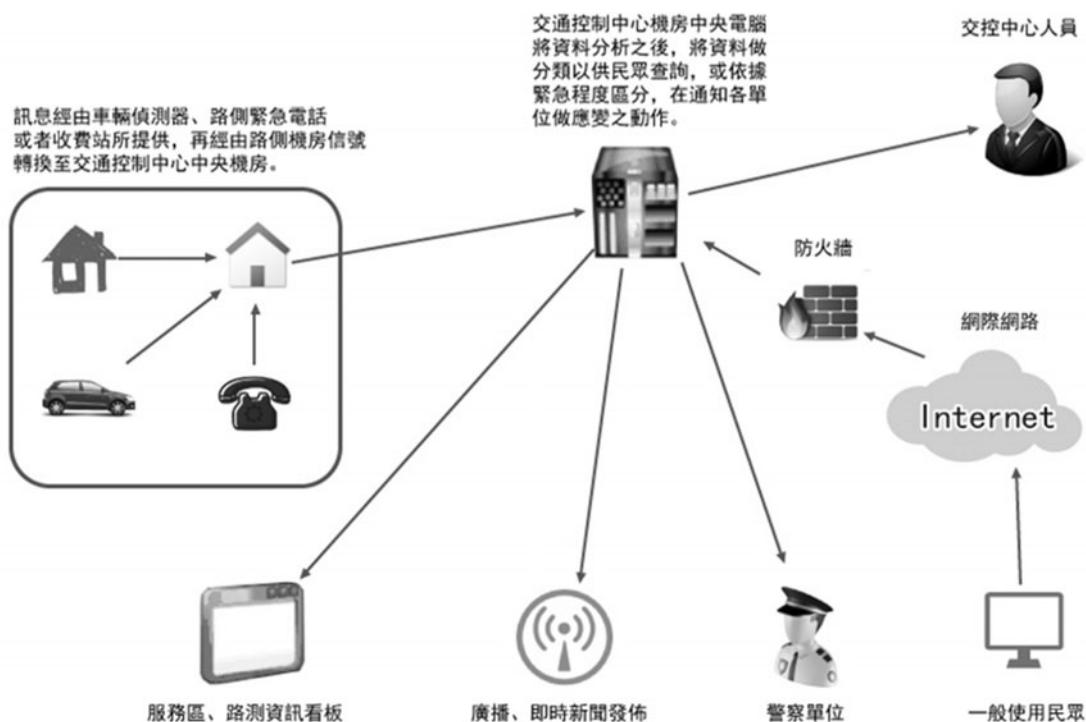 交通控制中心機房中央電腦
將資料分析之後，將資料做
分類以供民眾查詢，或依據
緊急程度區分，在通知各單
位做應變之動作。
交控中心人員
訊息經由車輛偵測器、路側緊急電話
或者收費站所提供，再經由路側機房信號
轉換至交通控制中心中央機房。
防火牆
網際網路
Internet
服務區、路測資訊看板
廣播、即時新聞發佈
警察單位
一般使用民眾